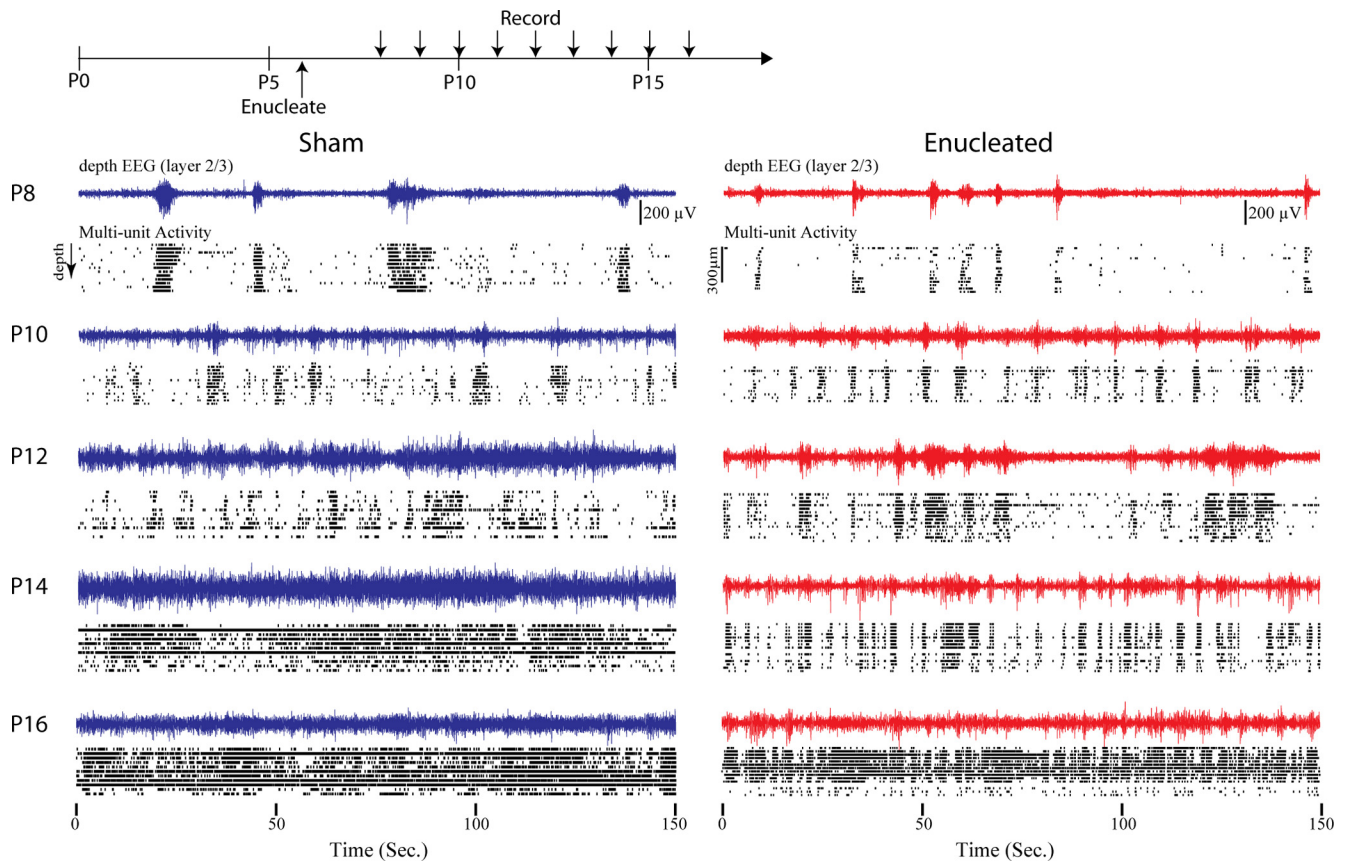 Record
P0
P5
P10
P15
Enucleate
Sham
Enucleated
depth EEG (layer 2/3)
depth EEG (layer 2/3)
P8
200 µV
200 µV
Multi-unit Activity
Multi-unit Activity
depth
300µm
P10
P12
P14
P16
0
50
100
150
0
50
100
150
Time (Sec.)
Time (Sec.)